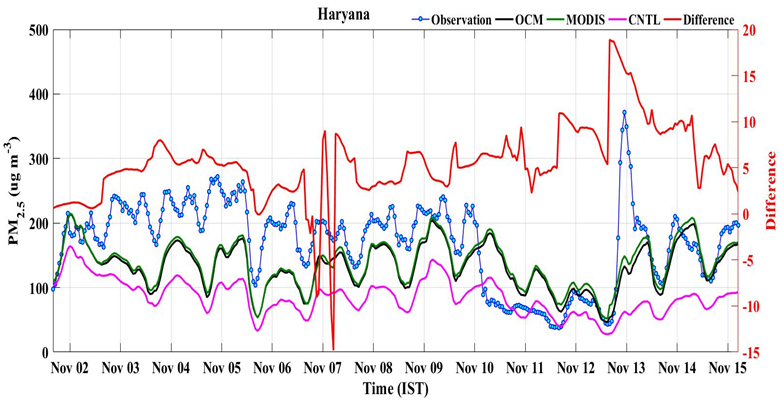 Haryana
Observation OCM MODIS CNTL Difference
500
400
300
200
100
0
PM2.5 (ug m-3)
20
15
10
5
0
-5
-10
-15
Difference
Nov 02 Nov 03 Nov 04 Nov 05 Nov 06 Nov 07 Nov 08 Nov 09 Nov 10 Nov 11 Nov 12 Nov 13 Nov 14 Nov 15
Time (IST)